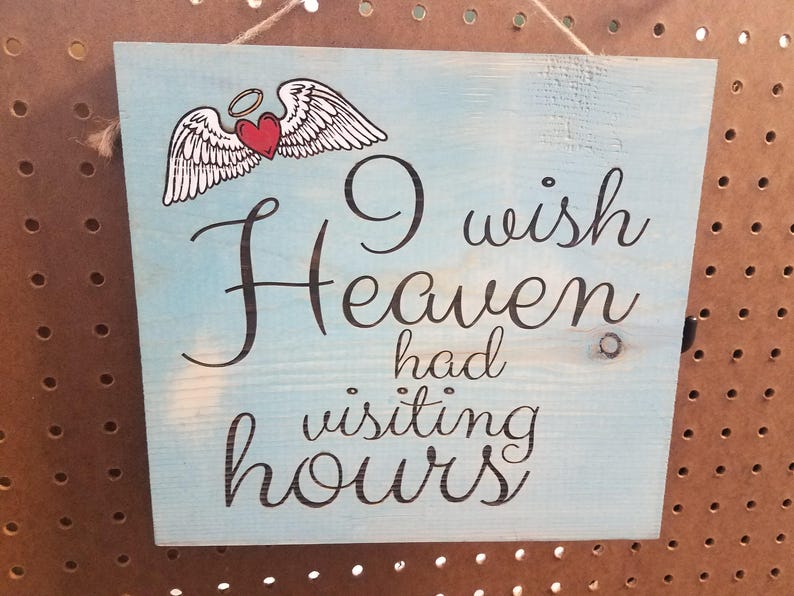 I wish
Heaven
had
visiting
hours